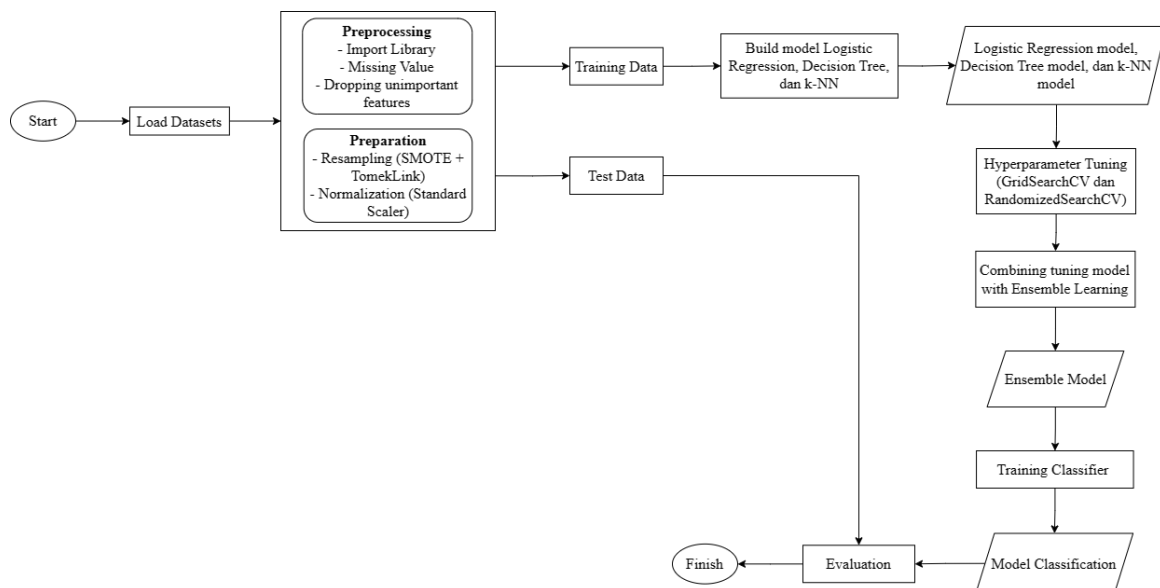 Start
Load Datasets
Preprocessing
- Import Library
- Missing Value
- Dropping unimportant
features
Preparation
- Resampling (SMOTE +
TomekLink)
- Normalization (Standard
Scaler)
Training Data
Test Data
Build model Logistic
Regression, Decision Tree,
dan k-NN
Logistic Regression model,
Decision Tree model, dan k-NN
model
Hyperparameter Tuning
(GridSearchCV dan
RandomizedSearchCV)
Combining tuning model
with Ensemble Learning
Ensemble Model
Training Classifier
Model Classification
Evaluation
Finish